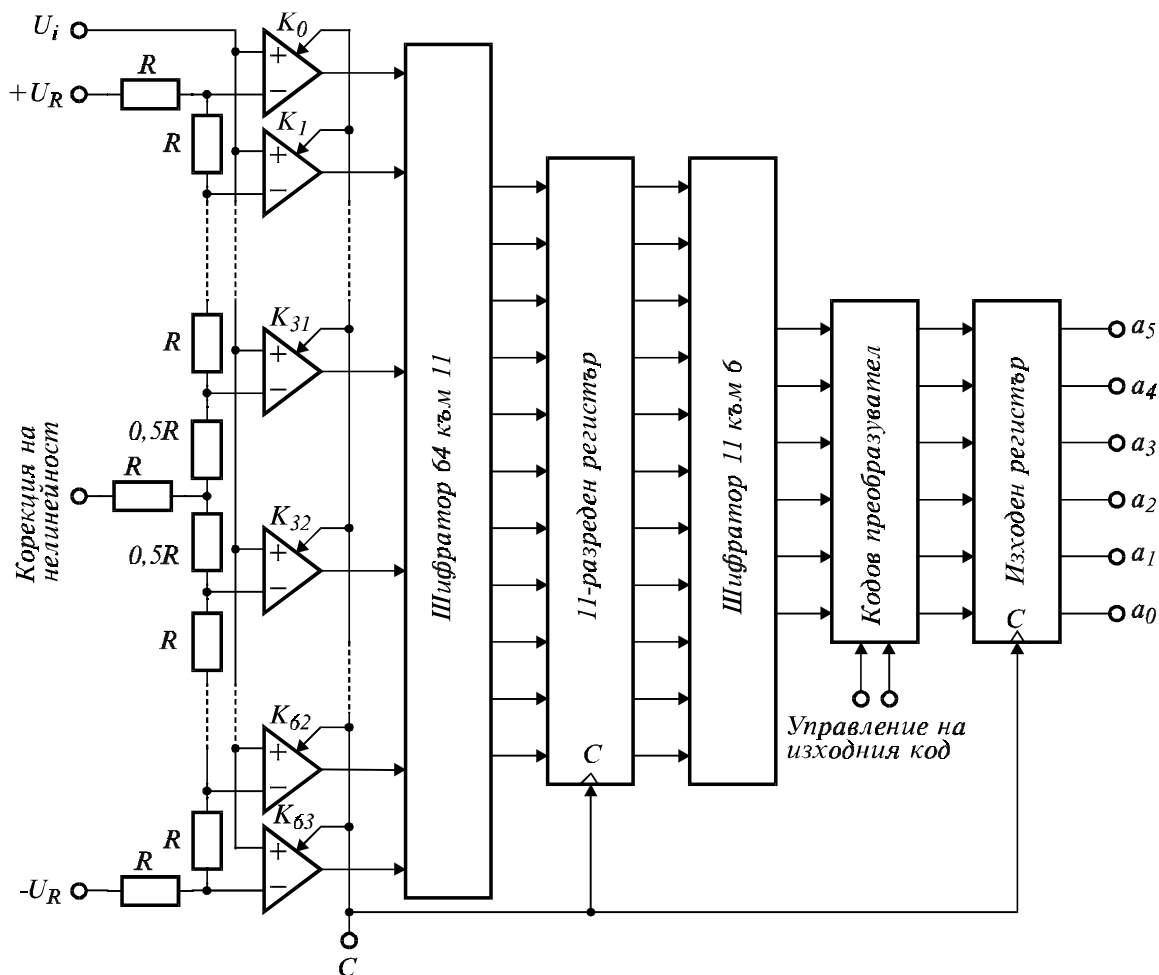 U_i
K_0
R
+U_R
K_1
R
K_31
R
0,5R
R
0,5R
Корекция на
нелинейност
K_32
R
K_62
K_63
R
R
-U_R
C
Шифратор 64 към 11
11-разреден регистър
C
Шифратор 11 към 6
Кодов преобразувател
Управление на
изходния код
Изходен регистър
C
a_5
a_4
a_3
a_2
a_1
a_0
+
−
+
−
+
−
+
−
+
−
+
−